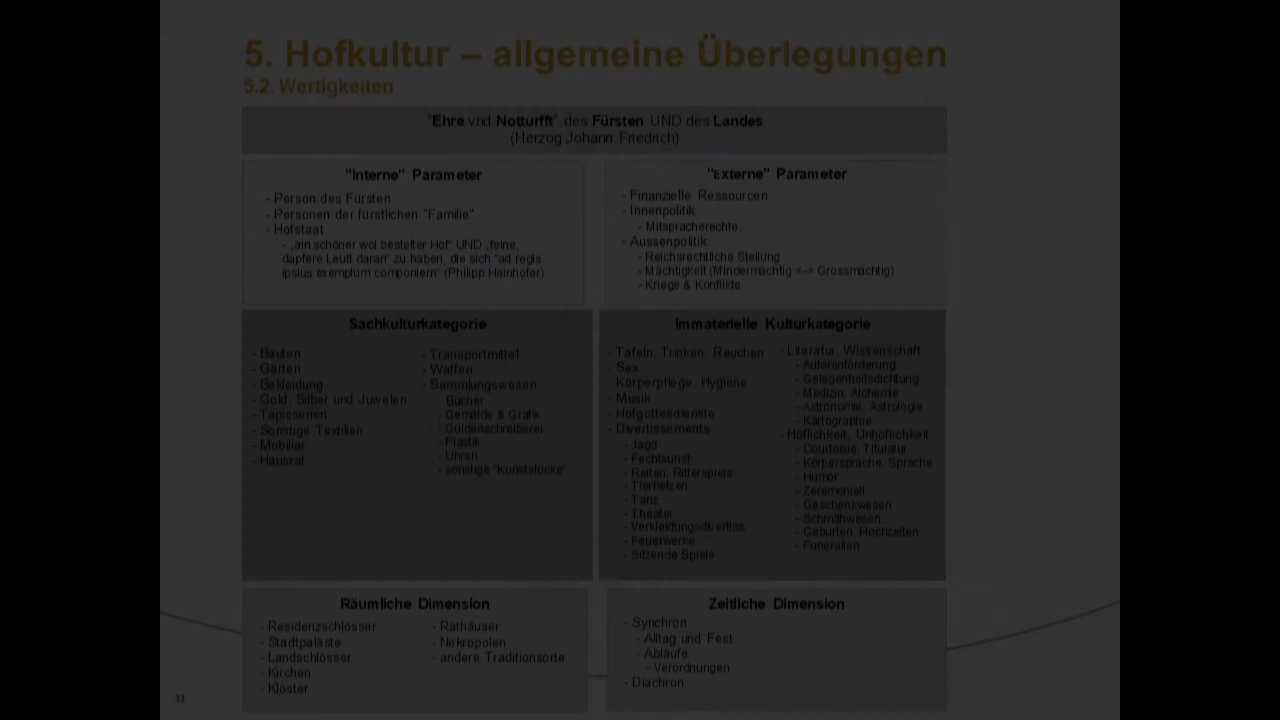 5. Hofkultur – allgemeine Überlegungen
5.2. Wertigkeiten
"Ehre vnd Notturfft" des Fürsten UND des Landes
(Herzog Johann Friedrich)
"Interne" Parameter
- Person des Fürsten
- Personen der fürstlichen "Familie"
- Hofstaat
- „ain schöner wol bestelter Hof“ UND „feine,
dapfere Leutt daran“ zu haben, die sich "ad regis
ipsius exemplum componiern" (Philipp Hainhofer)
"Externe" Parameter
- Finanzielle Ressourcen
- Innenpolitik
- Mitspracherechte
- Aussenpolitik
- Reichsrechtliche Stellung
- Mächtigkeit (Mindermächtig <-> Grossmächtig)
- Kriege & Konflikte
Sachkulturkategorie
- Bauten
- Gärten
- Bekleidung
- Gold, Silber und Juwelen
- Tapisserien
- Sonstige Textilien
- Mobiliar
- Hausrat
- Transportmittel
- Waffen
- Sammlungswesen
- Bücher
- Gemälde & Grafik
- Güldenschreiberei
- Plastik
- Uhren
- sonstige "Kunststücke"
Immaterielle Kulturkategorie
- Tafeln, Trinken, Rauchen
- Sex
- Körperpflege, Hygiene
- Musik
- Hofgottesdienste
- Divertissements
- Jagd
- Fechtkunst
- Reiten, Ritterspiele
- Tierhetzen
- Tanz
- Theater
- Verkleidungsdivertiss.
- Feuerwerke
- Sitzende Spiele
- Literatur, Wissenschaft
- Autorenförderung
- Gelegenheitsdichtung
- Medizin, Alchemie
- Astronomie, Astrologie
- Kartographie
- Höflichkeit, Unhöflichkeit
- Courtoisie, Titulatur
- Körpersprache, Sprache
- Humor
- Zeremoniell
- Geschenkwesen
- Schmähwesen
- Geburten, Hochzeiten
- Funeralien
Räumliche Dimension
- Residenzschlösser
- Stadtpaläste
- Landschlösser
- Kirchen
- Klöster
- Rathäuser
- Nekropolen
- andere Traditionsorte
Zeitliche Dimension
- Synchron
- Alltag und Fest
- Abläufe
- Verordnungen
- Diachron
33